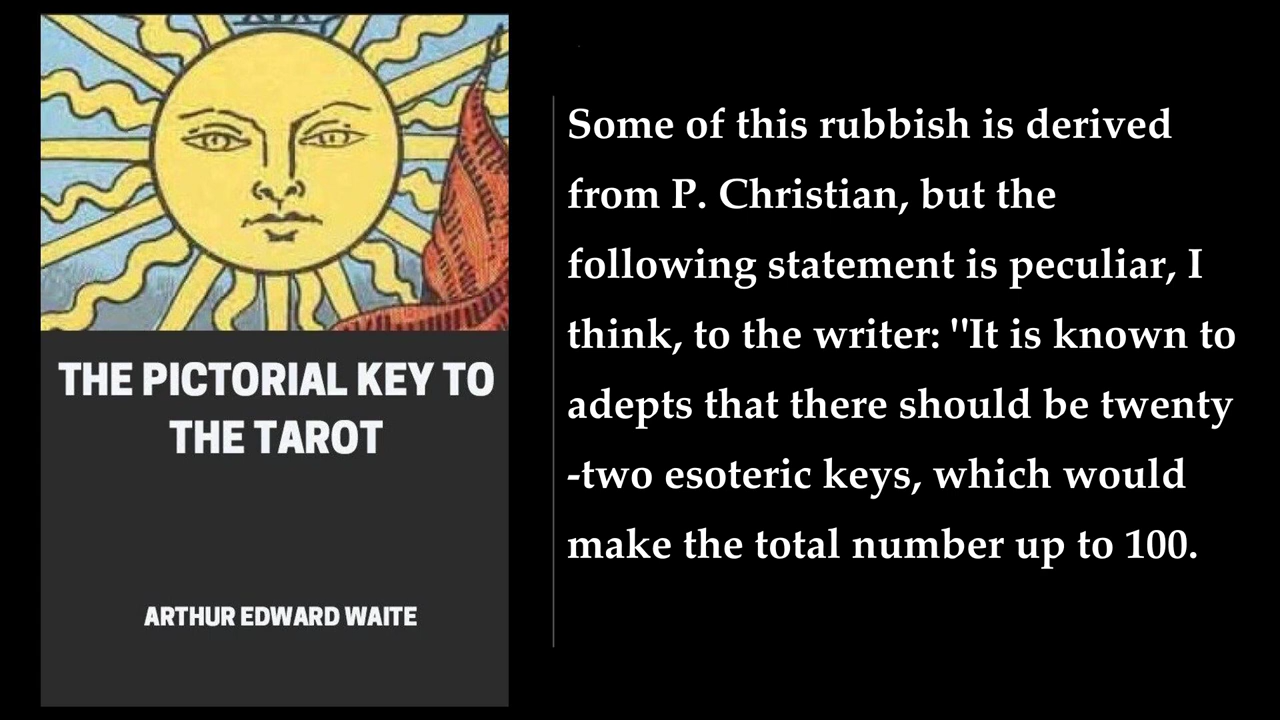 XIX
THE PICTORIAL KEY TO
THE TAROT
ARTHUR EDWARD WAITE
Some of this rubbish is derived
from P. Christian, but the
following statement is peculiar, I
think, to the writer: "It is known to
adepts that there should be twenty
-two esoteric keys, which would
make the total number up to 100.